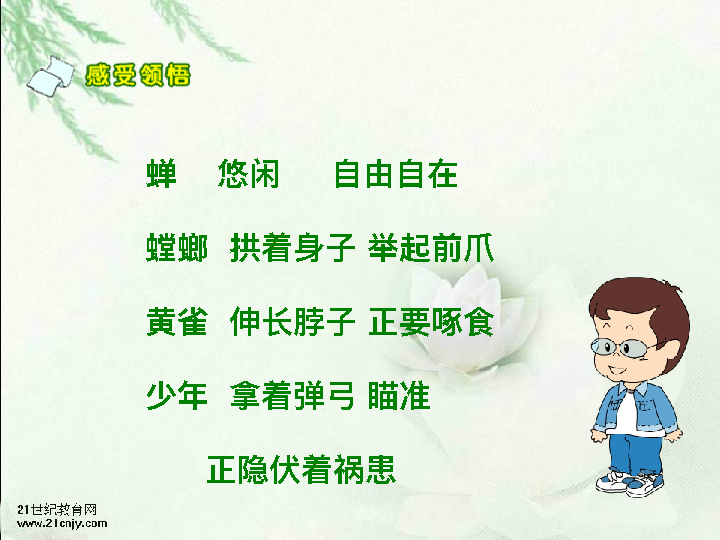 感受领悟
蝉 悠闲 自由自在
螳螂 拱着身子 举起前爪
黄雀 伸长脖子 正要啄食
少年 拿着弹弓 瞄准
正隐伏着祸患
21世纪教育网
www.21cnjy.com